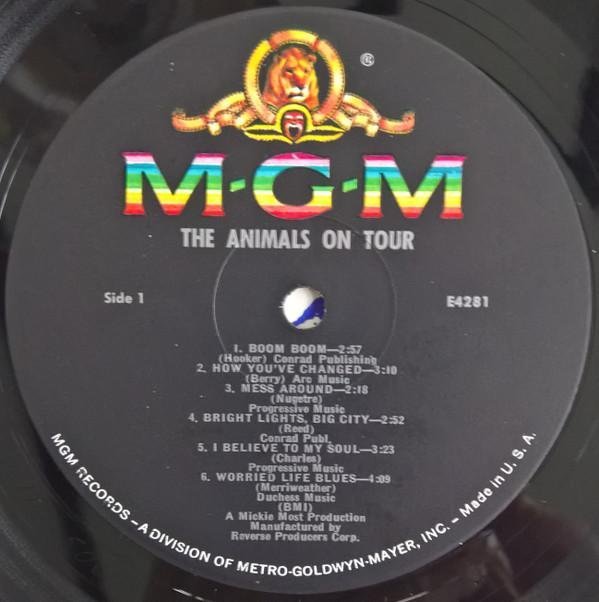 ®
M-G-M
THE ANIMALS ON TOUR
Side 1
E4281
1. BOOM BOOM—2:57
(Hooker) Conrad Publishing
2. HOW YOU'VE CHANGED—3:10
(Berry) Arc Music
3. MESS AROUND—2:18
(Nugetre)
Progressive Music
4. BRIGHT LIGHTS, BIG CITY—2:52
(Reed)
Conrad Publ.
5. I BELIEVE TO MY SOUL—3:23
(Charles)
Progressive Music
6. WORRIED LIFE BLUES—4:09
(Merriweather)
Duchess Music
(BMI)
A Mickie Most Production
Manufactured by
Reverse Producers Corp.
MGM RECORDS – A DIVISION OF METRO-GOLDWYN-MAYER, INC. – Made in U. S. A.